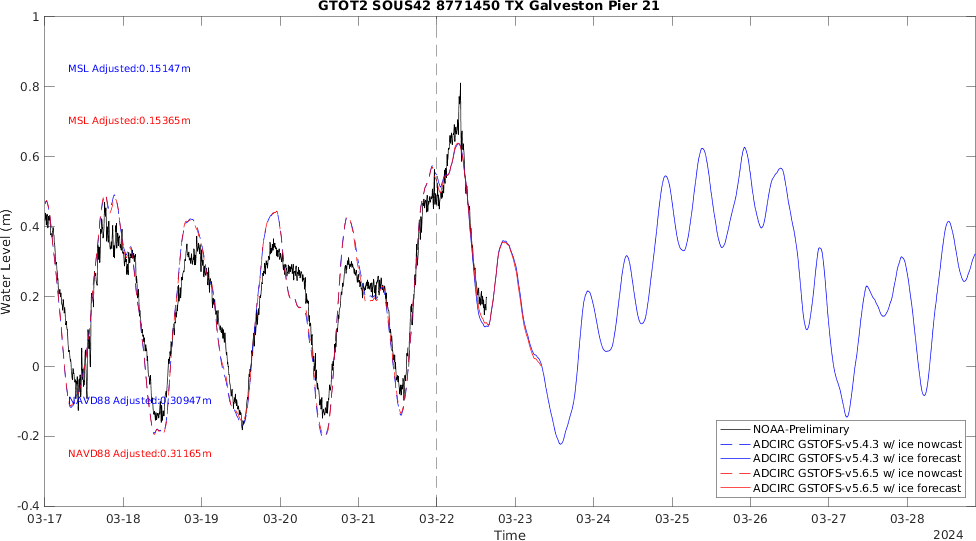 GTOT2 SOUS42 8771450 TX Galveston Pier 21
1
0.8
0.6
0.4
0.2
0
-0.2
-0.4
Water Level (m)
MSL Adjusted:0.15147m
MSL Adjusted:0.15365m
NAVD88 Adjusted:0.30947m
NAVD88 Adjusted:0.31165m
NOAA-Preliminary
ADCIRC GSTOFS-v5.4.3 w/ ice nowcast
ADCIRC GSTOFS-v5.4.3 w/ ice forecast
ADCIRC GSTOFS-v5.6.5 w/ ice nowcast
ADCIRC GSTOFS-v5.6.5 w/ ice forecast
03-17 03-18 03-19 03-20 03-21 03-22 03-23 03-24 03-25 03-26 03-27 03-28
Time
2024